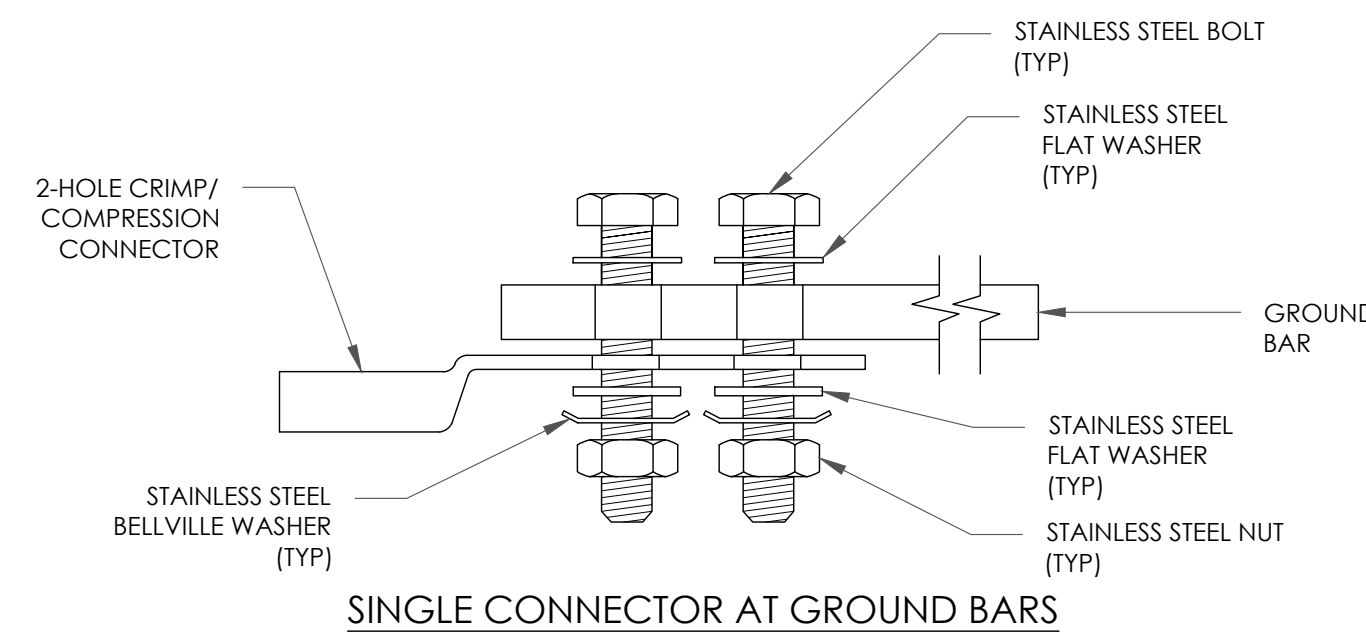 STAINLESS STEEL BOLT
(TYP)
STAINLESS STEEL
FLAT WASHER
(TYP)
2-HOLE CRIMP/
COMPRESSION
CONNECTOR
GROUND
BAR
STAINLESS STEEL
FLAT WASHER
(TYP)
STAINLESS STEEL
BELLVILLE WASHER
(TYP)
STAINLESS STEEL NUT
(TYP)
SINGLE CONNECTOR AT GROUND BARS